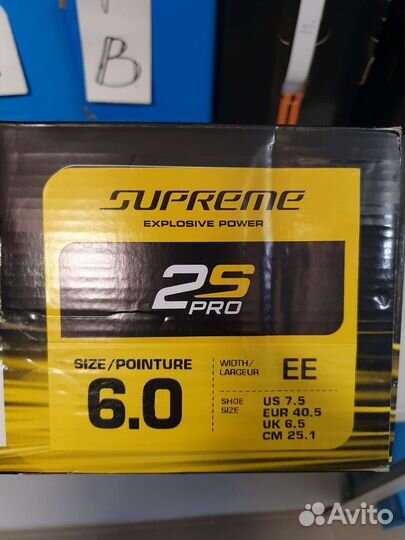 B
SUPREME
EXPLOSIVE POWER
2S
PRO
SIZE/POINTURE
6.0
WIDTH/
LARGEUR
EE
SHOE
SIZE
US 7.5
EUR 40.5
UK 6.5
CM 25.1
Avito